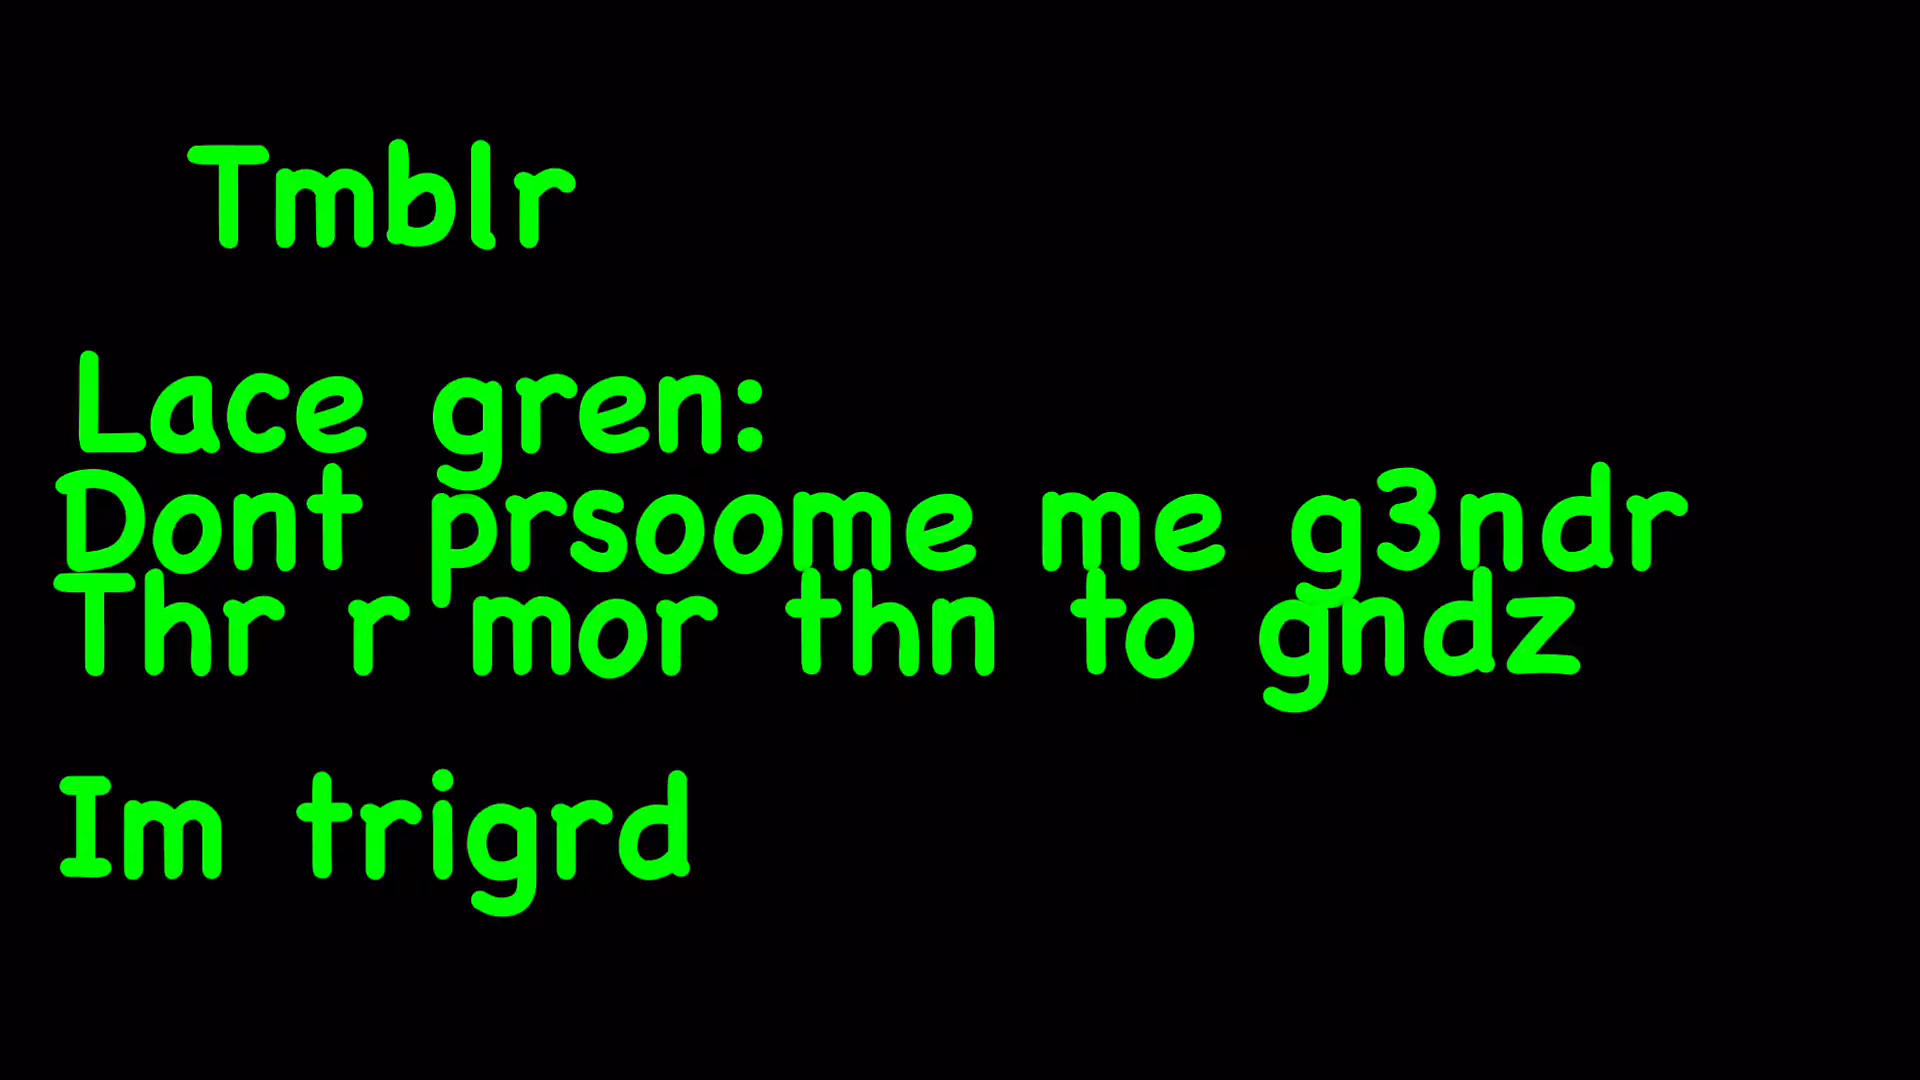 Tmblr
Lace gren:
Dont prsoome me g3ndr
Thr r mor thn to gndz
Im trigrd